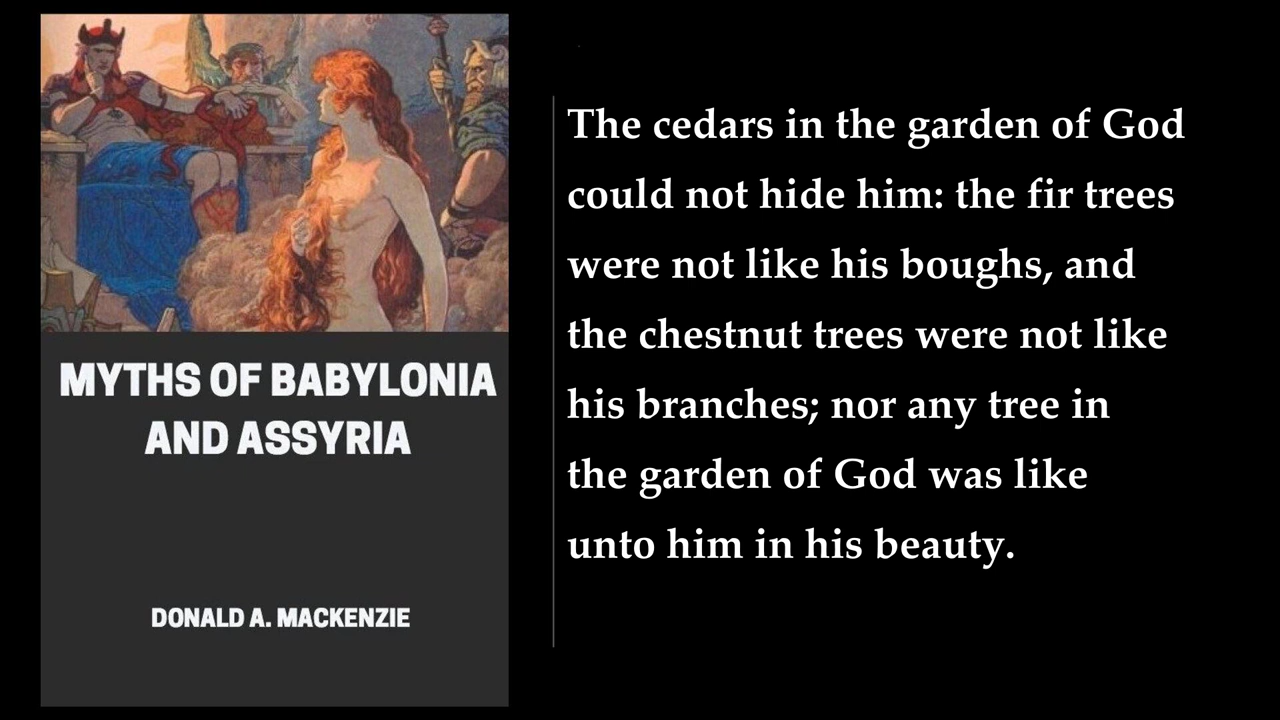 MYTHS OF BABYLONIA
AND ASSYRIA
DONALD A. MACKENZIE
The cedars in the garden of God
could not hide him: the fir trees
were not like his boughs, and
the chestnut trees were not like
his branches; nor any tree in
the garden of God was like
unto him in his beauty.